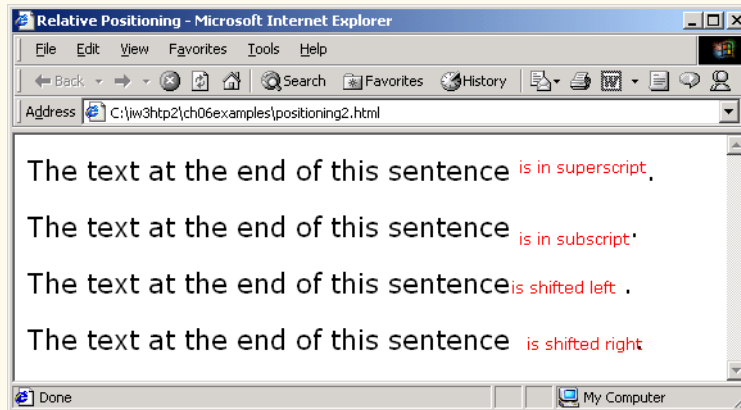 Relative Positioning - Microsoft Internet Explorer
File Edit View Favorites Tools Help
Back Search Favorites History
Address C:\iw3htp2\ch06examples\positioning2.html
The text at the end of this sentence is in superscript.
The text at the end of this sentence is in subscript.
The text at the end of this sentence is shifted left .
The text at the end of this sentence is shifted right.
Done My Computer